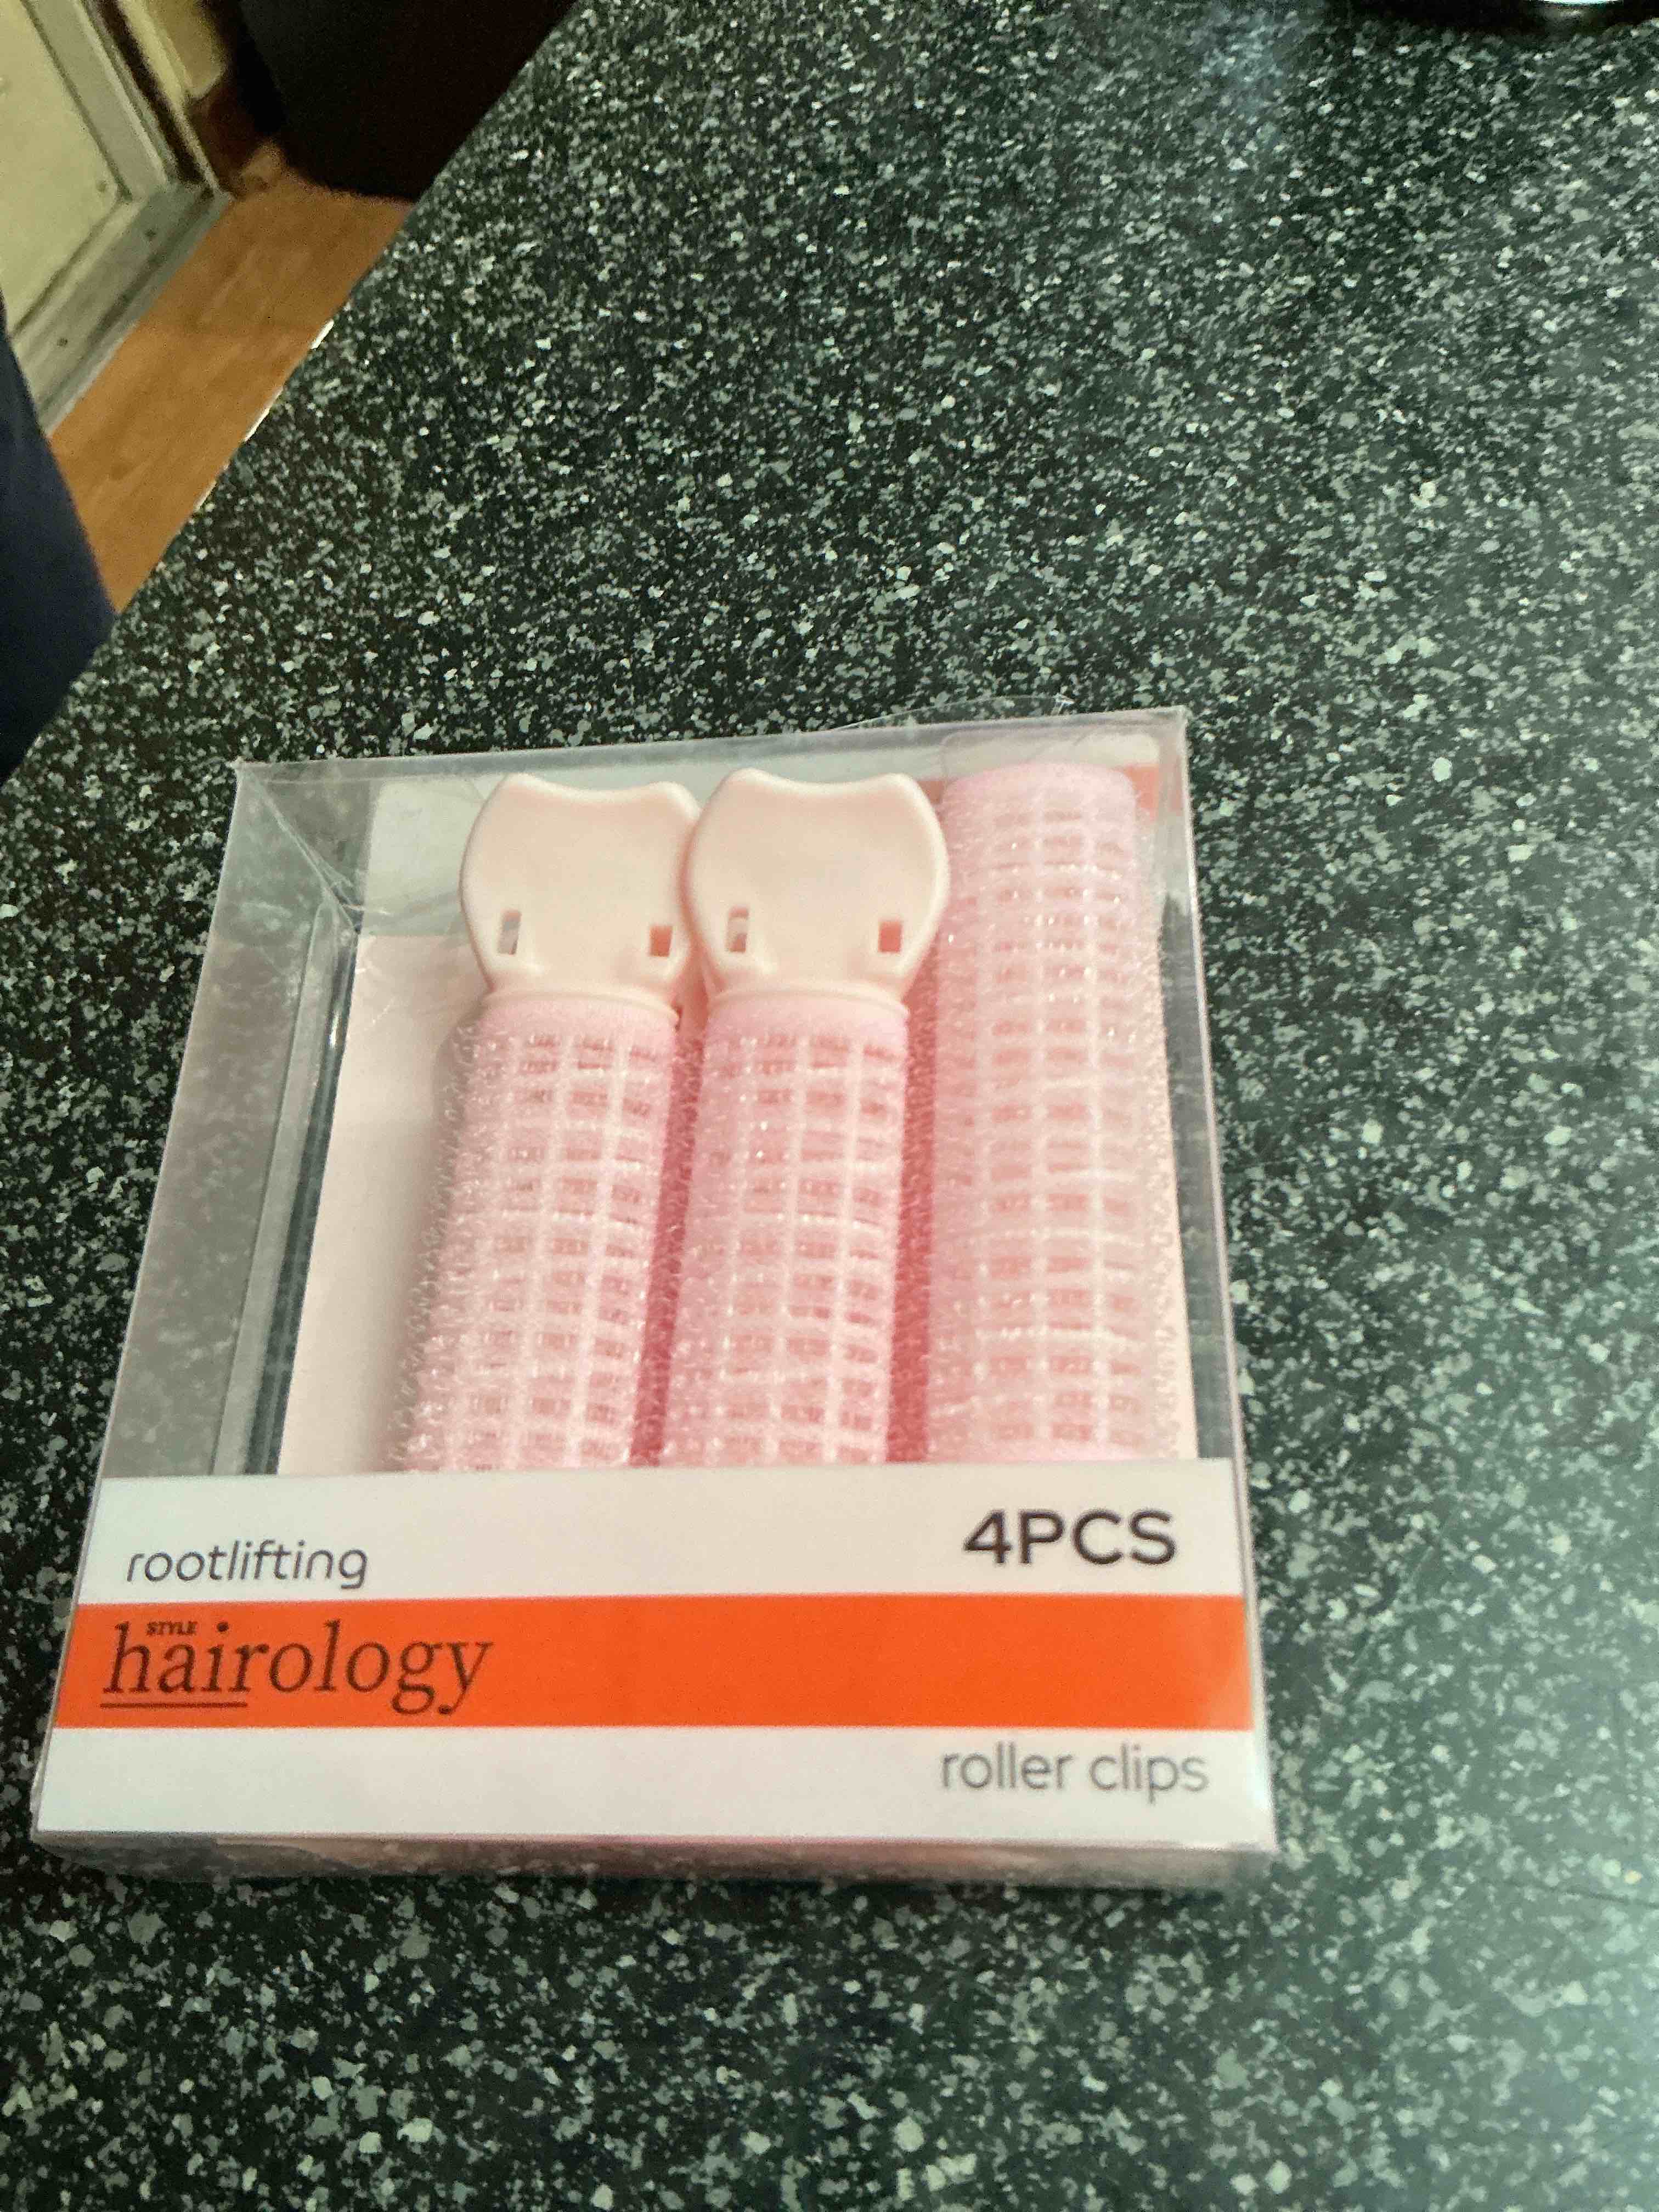 rootlifting
4PCS
STYLE
hairology
roller clips